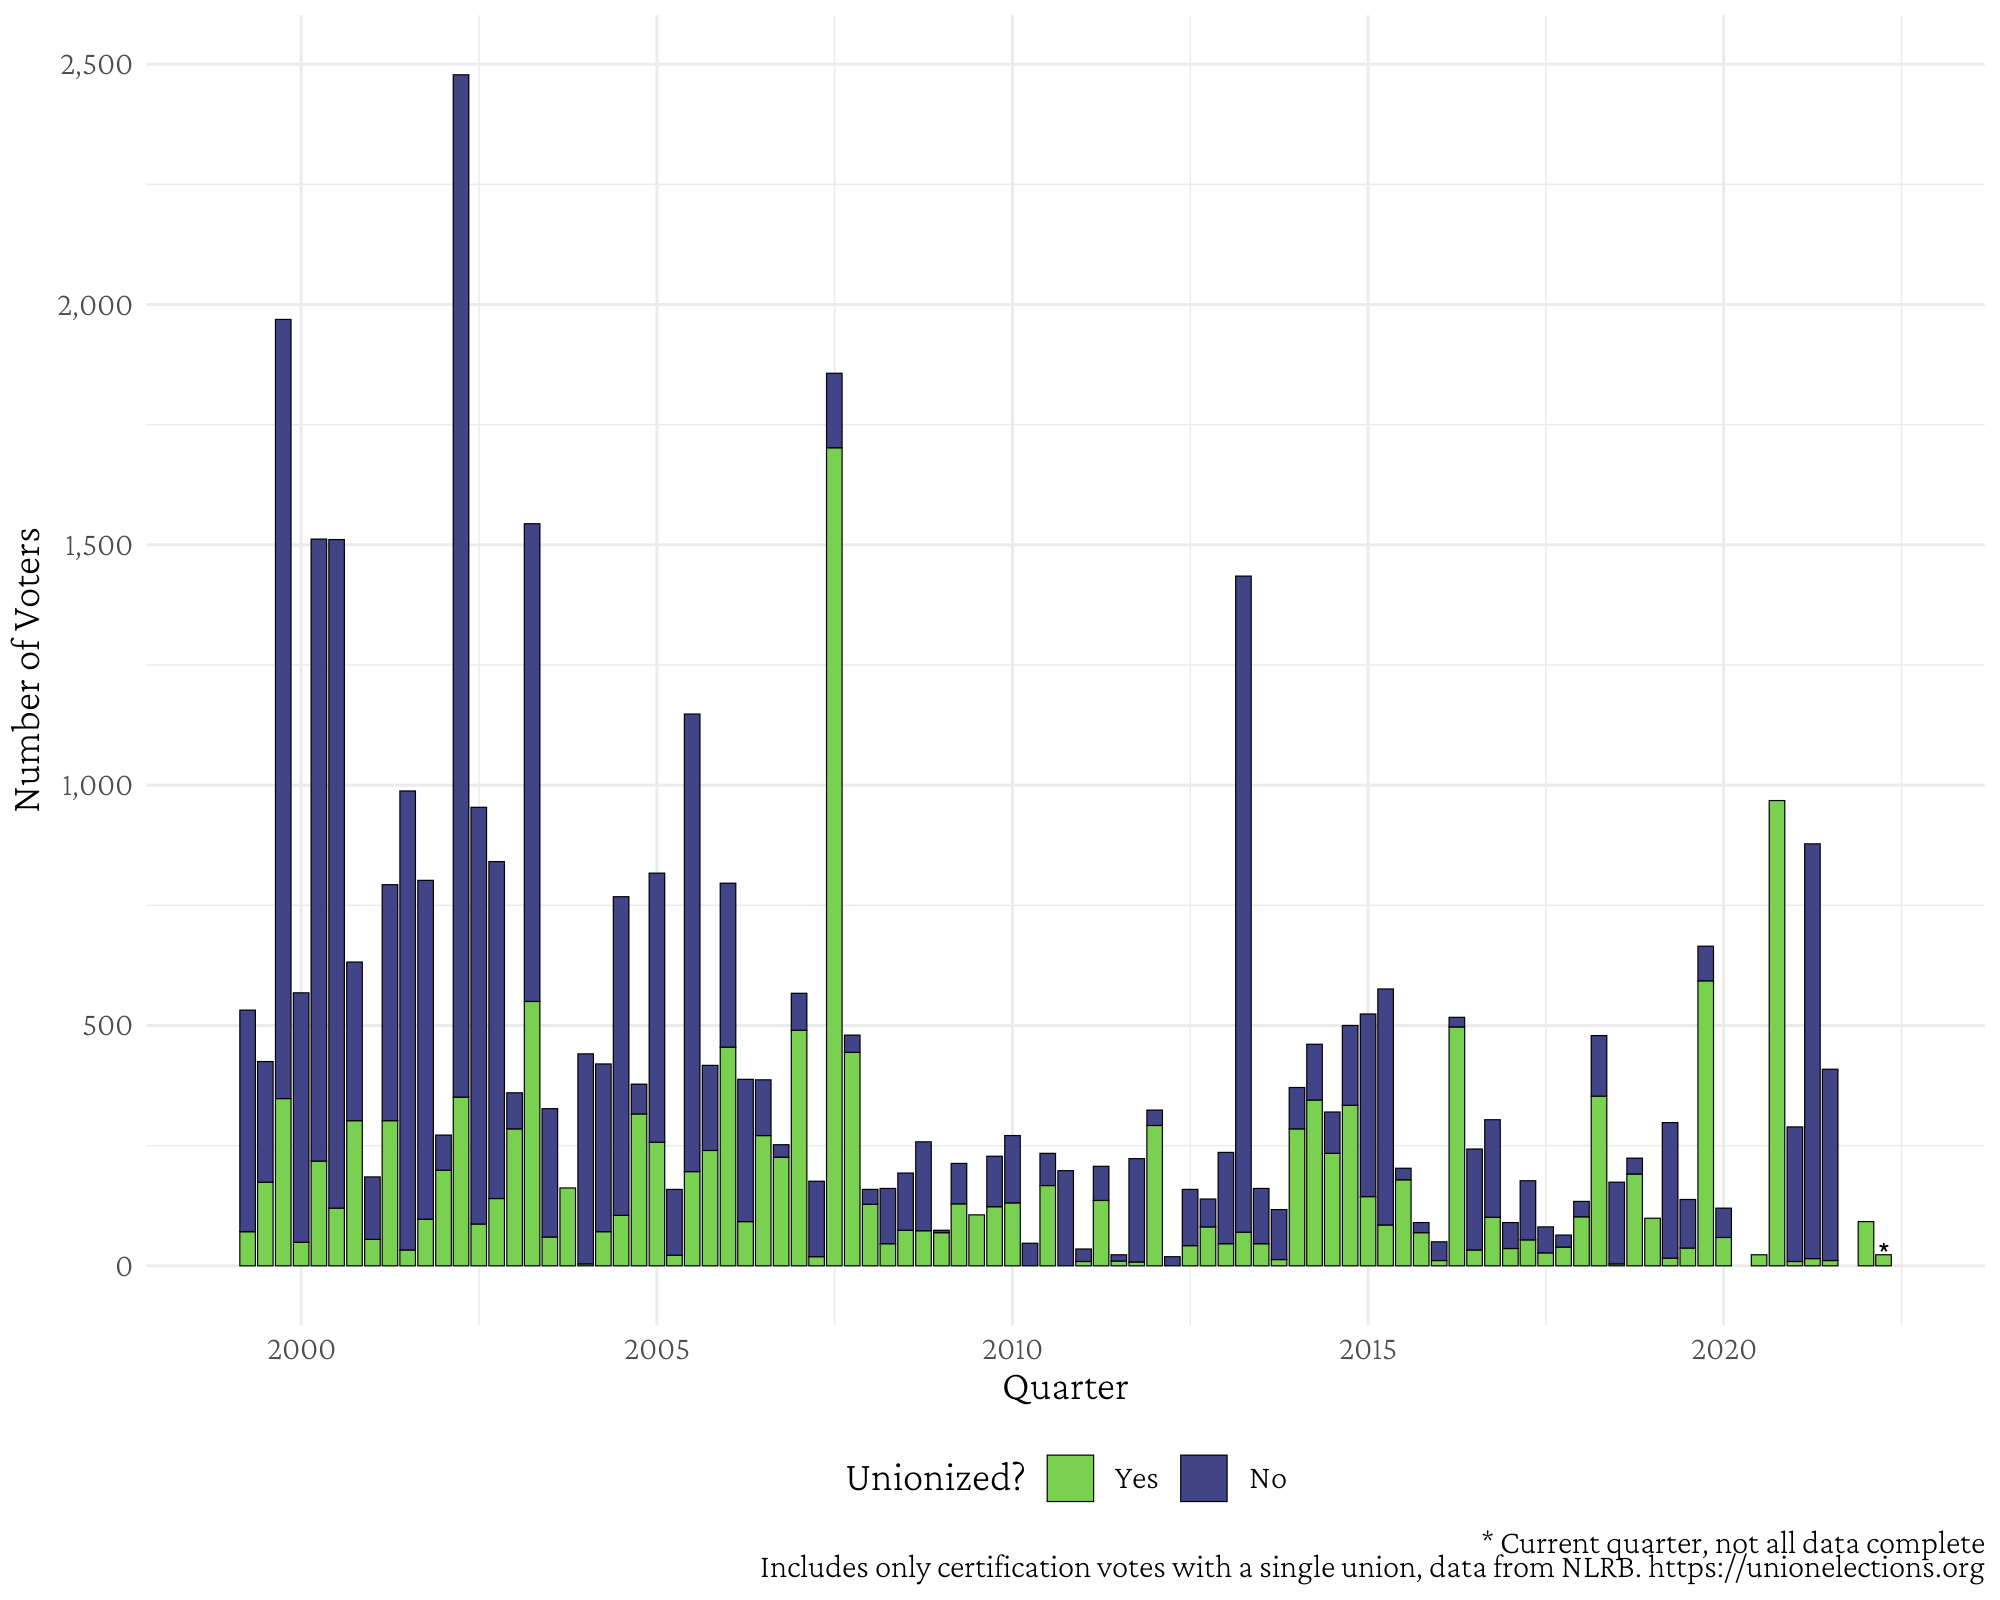 2,500
2,000
1,500
1,000
500
0
Number of Voters
*
2000 2005 2010 2015 2020
Quarter
Unionized? Yes No
* Current quarter, not all data complete
Includes only certification votes with a single union, data from NLRB. https://unionelections.org